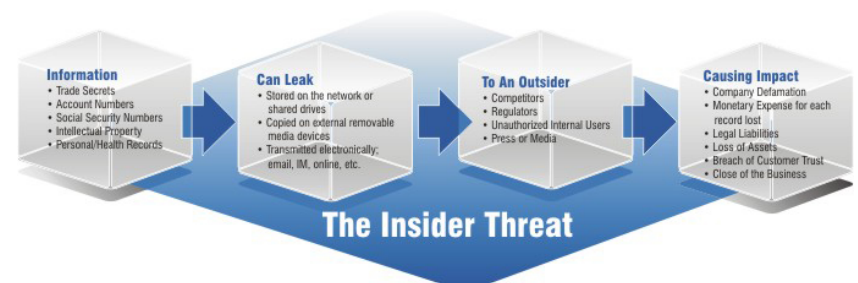 Information
• Trade Secrets
• Account Numbers
• Social Security Numbers
• Intellectual Property
• Personal/Health Records
Can Leak
• Stored on the network or
shared drives
• Copied on external removable
media devices
• Transmitted electronically;
email, IM, online, etc.
To An Outsider
• Competitors
• Regulators
• Unauthorized Internal Users
• Press or Media
Causing Impact
• Company Defamation
• Monetary Expense for each
record lost
• Legal Liabilities
• Loss of Assets
• Breach of Customer Trust
• Close of the Business
The Insider Threat